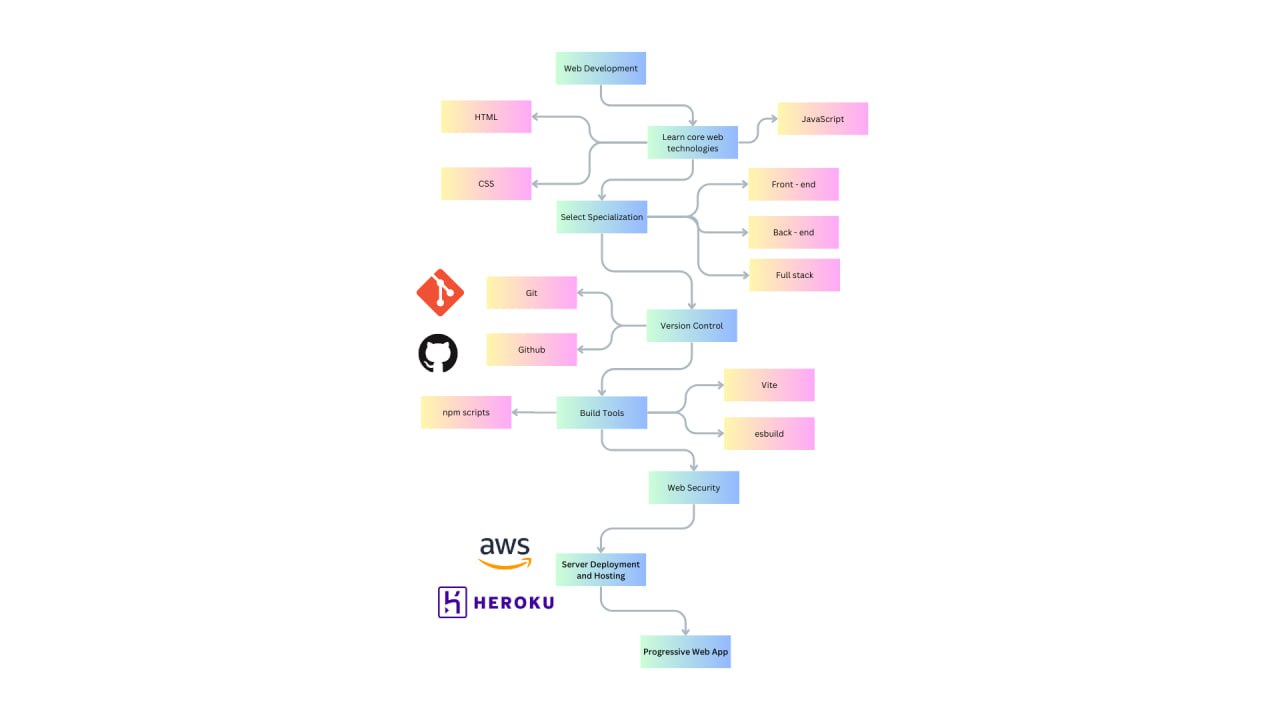 Web Development
HTML
JavaScript
Learn core web
technologies
CSS
Front - end
Select Specialization
Back - end
Full stack
Git
Version Control
Github
Vite
npm scripts
Build Tools
esbuild
Web Security
aws
Server Deployment
and Hosting
HEROKU
Progressive Web App